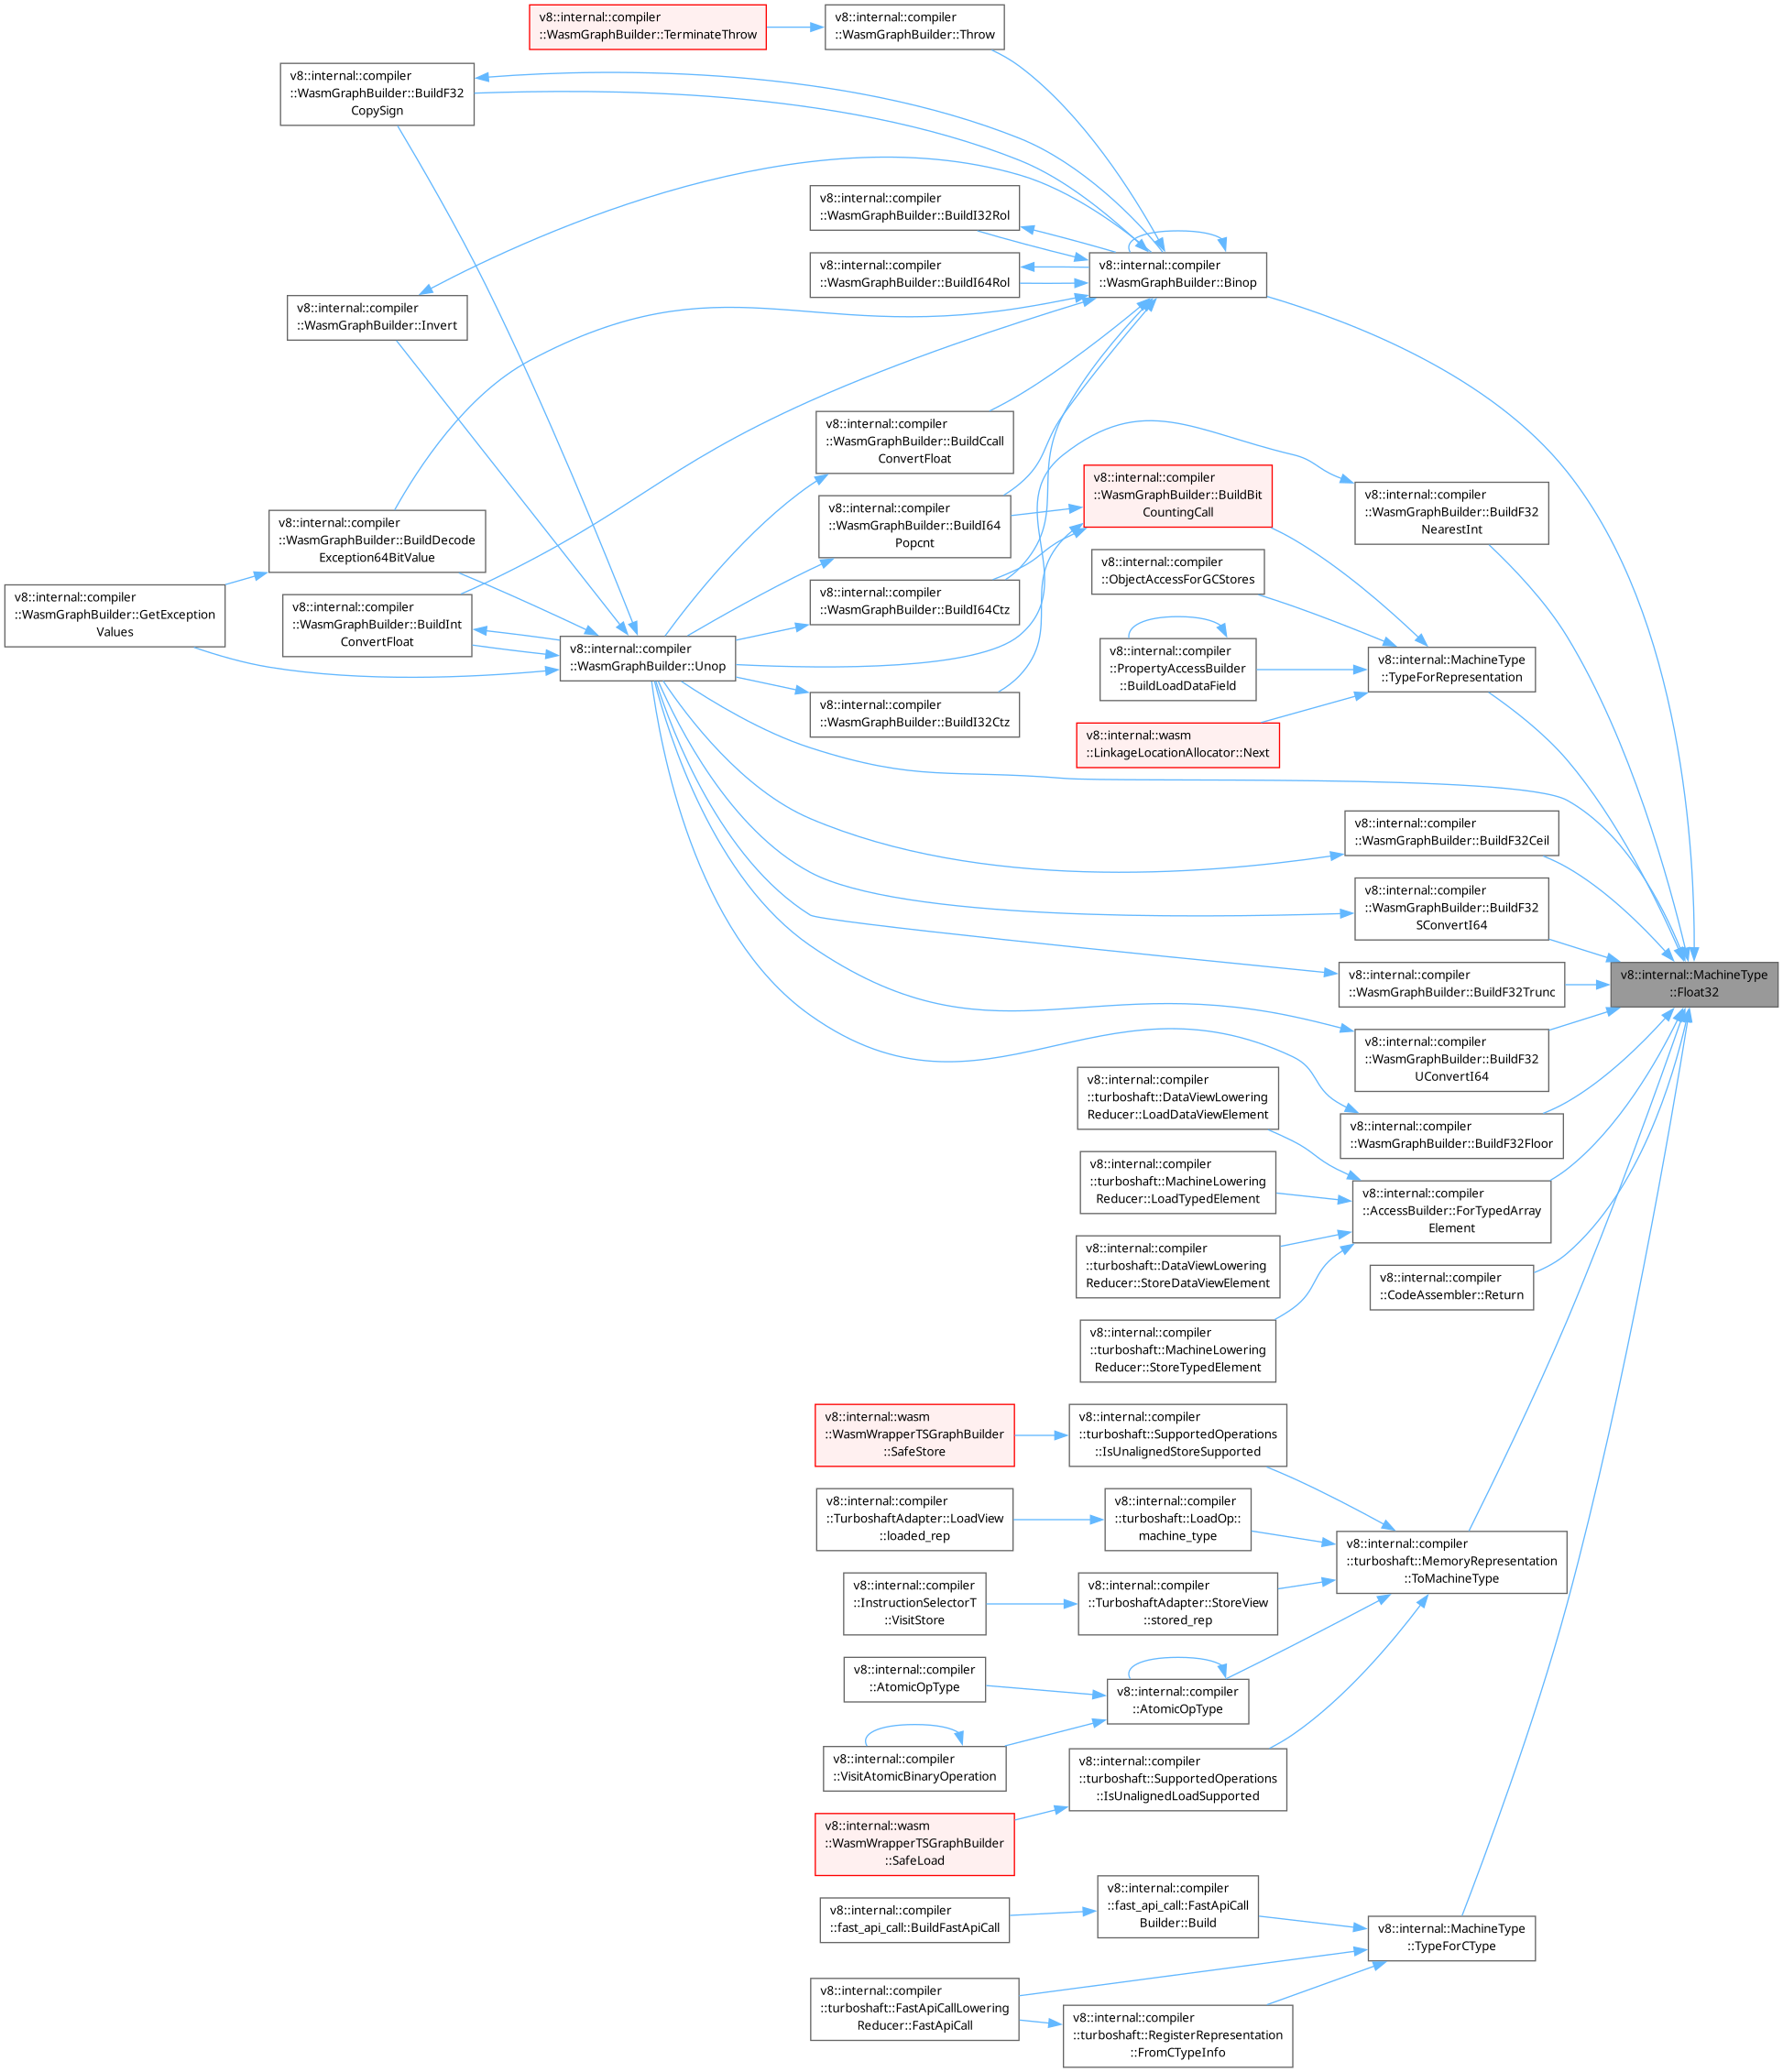 v8::internal::compiler
::WasmGraphBuilder::TerminateThrow
v8::internal::compiler
::WasmGraphBuilder::Throw
v8::internal::compiler
::WasmGraphBuilder::BuildF32
CopySign
v8::internal::compiler
::WasmGraphBuilder::BuildI32Rol
v8::internal::compiler
::WasmGraphBuilder::BuildI64Rol
v8::internal::compiler
::WasmGraphBuilder::Binop
v8::internal::compiler
::WasmGraphBuilder::Invert
v8::internal::compiler
::WasmGraphBuilder::BuildCcall
ConvertFloat
v8::internal::compiler
::WasmGraphBuilder::BuildBit
CountingCall
v8::internal::compiler
::WasmGraphBuilder::BuildF32
NearestInt
v8::internal::compiler
::WasmGraphBuilder::BuildI64
Popcnt
v8::internal::compiler
::WasmGraphBuilder::BuildDecode
Exception64BitValue
v8::internal::compiler
::ObjectAccessForGCStores
v8::internal::compiler
::WasmGraphBuilder::GetException
Values
v8::internal::compiler
::WasmGraphBuilder::BuildInt
ConvertFloat
v8::internal::compiler
::WasmGraphBuilder::BuildI64Ctz
v8::internal::compiler
::WasmGraphBuilder::Unop
v8::internal::compiler
::PropertyAccessBuilder
::BuildLoadDataField
v8::internal::MachineType
::TypeForRepresentation
v8::internal::compiler
::WasmGraphBuilder::BuildI32Ctz
v8::internal::wasm
::LinkageLocationAllocator::Next
v8::internal::compiler
::WasmGraphBuilder::BuildF32Ceil
v8::internal::compiler
::WasmGraphBuilder::BuildF32
SConvertI64
v8::internal::compiler
::WasmGraphBuilder::BuildF32Trunc
v8::internal::MachineType
::Float32
v8::internal::compiler
::WasmGraphBuilder::BuildF32
UConvertI64
v8::internal::compiler
::turboshaft::DataViewLowering
Reducer::LoadDataViewElement
v8::internal::compiler
::WasmGraphBuilder::BuildF32Floor
v8::internal::compiler
::turboshaft::MachineLowering
Reducer::LoadTypedElement
v8::internal::compiler
::AccessBuilder::ForTypedArray
Element
v8::internal::compiler
::turboshaft::DataViewLowering
Reducer::StoreDataViewElement
v8::internal::compiler
::CodeAssembler::Return
v8::internal::compiler
::turboshaft::MachineLowering
Reducer::StoreTypedElement
v8::internal::wasm
::WasmWrapperTSGraphBuilder
::SafeStore
v8::internal::compiler
::turboshaft::SupportedOperations
::IsUnalignedStoreSupported
v8::internal::compiler
::TurboshaftAdapter::LoadView
::loaded_rep
v8::internal::compiler
::turboshaft::LoadOp::
machine_type
v8::internal::compiler
::turboshaft::MemoryRepresentation
::ToMachineType
v8::internal::compiler
::InstructionSelectorT
::VisitStore
v8::internal::compiler
::TurboshaftAdapter::StoreView
::stored_rep
v8::internal::compiler
::AtomicOpType
v8::internal::compiler
::AtomicOpType
v8::internal::compiler
::VisitAtomicBinaryOperation
v8::internal::compiler
::turboshaft::SupportedOperations
::IsUnalignedLoadSupported
v8::internal::wasm
::WasmWrapperTSGraphBuilder
::SafeLoad
v8::internal::compiler
::fast_api_call::BuildFastApiCall
v8::internal::compiler
::fast_api_call::FastApiCall
Builder::Build
v8::internal::MachineType
::TypeForCType
v8::internal::compiler
::turboshaft::FastApiCallLowering
Reducer::FastApiCall
v8::internal::compiler
::turboshaft::RegisterRepresentation
::FromCTypeInfo